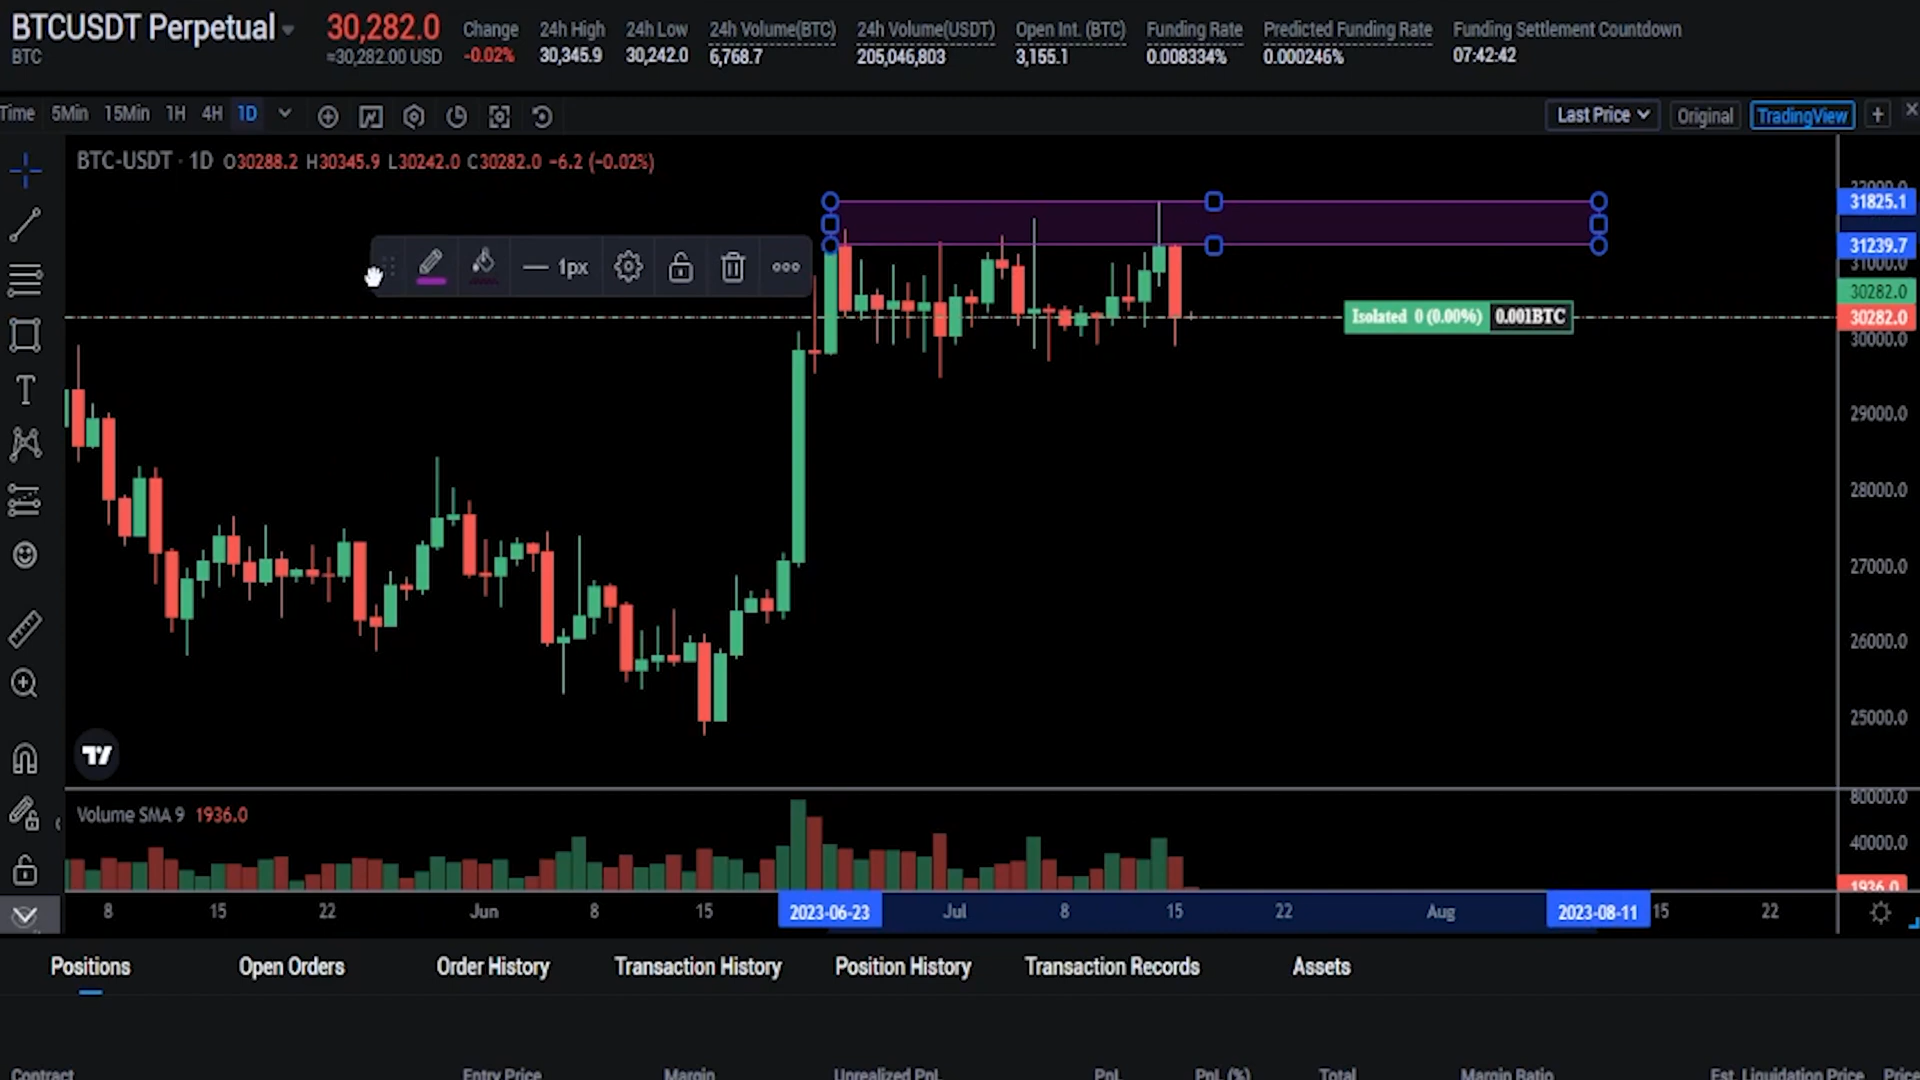 BTCUSDT Perpetual 30,282.0 Change 24h High 24h Low 24h Volume(BTC) 24h Volume(USDT) Open Int. (BTC) Funding Rate Predicted Funding Rate Funding Settlement Countdown
BTC ≈30,282.00 USD -0.02% 30,345.9 30,242.0 6,768.7 205,046,803 3,155.1 0.008334% 0.000246% 07:42:42
Time 5Min 15Min 1H 4H 1D Last Price Original TradingView
BTC-USDT · 1D O30288.2 H30345.9 L30242.0 C30282.0 -6.2 (-0.02%)
31825.1
31239.7
31000.0
1px
30282.0
Isolated 0 (0.00%) 0.001BTC 30282.0
30000.0
29000.0
28000.0
27000.0
26000.0
25000.0
80000.0
Volume SMA 9 1936.0
40000.0
1936.0
8 15 22 Jun 8 15 2023-06-23 Jul 8 15 22 Aug 2023-08-11 15 22
Positions Open Orders Order History Transaction History Position History Transaction Records Assets
Contract Entry Price Margin Unrealized PnL PnL PnL (%) Total Margin Ratio Est. Liquidation Price